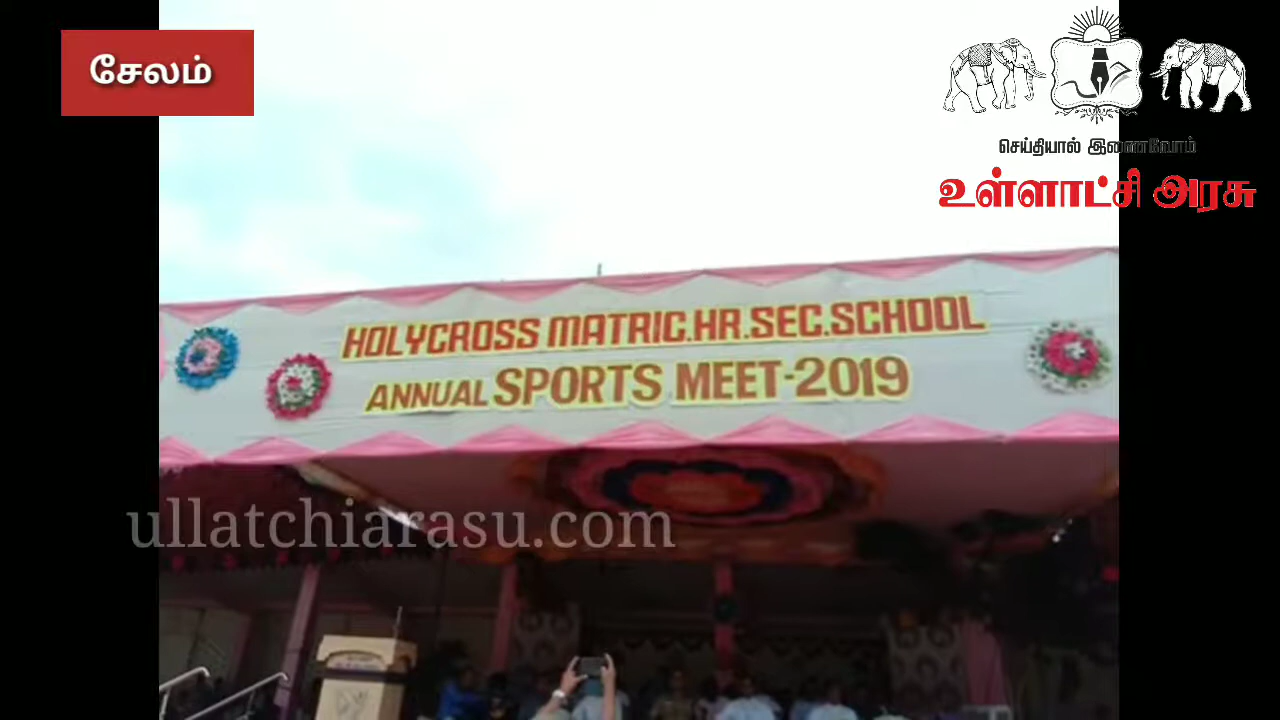 சேலம்
செய்தியால் இணைவோம்
உள்ளாட்சி அரசு
HOLYCROSS MATRIC.HR.SEC.SCHOOL
ANNUAL SPORTS MEET-2019
ullatchiarasu.com